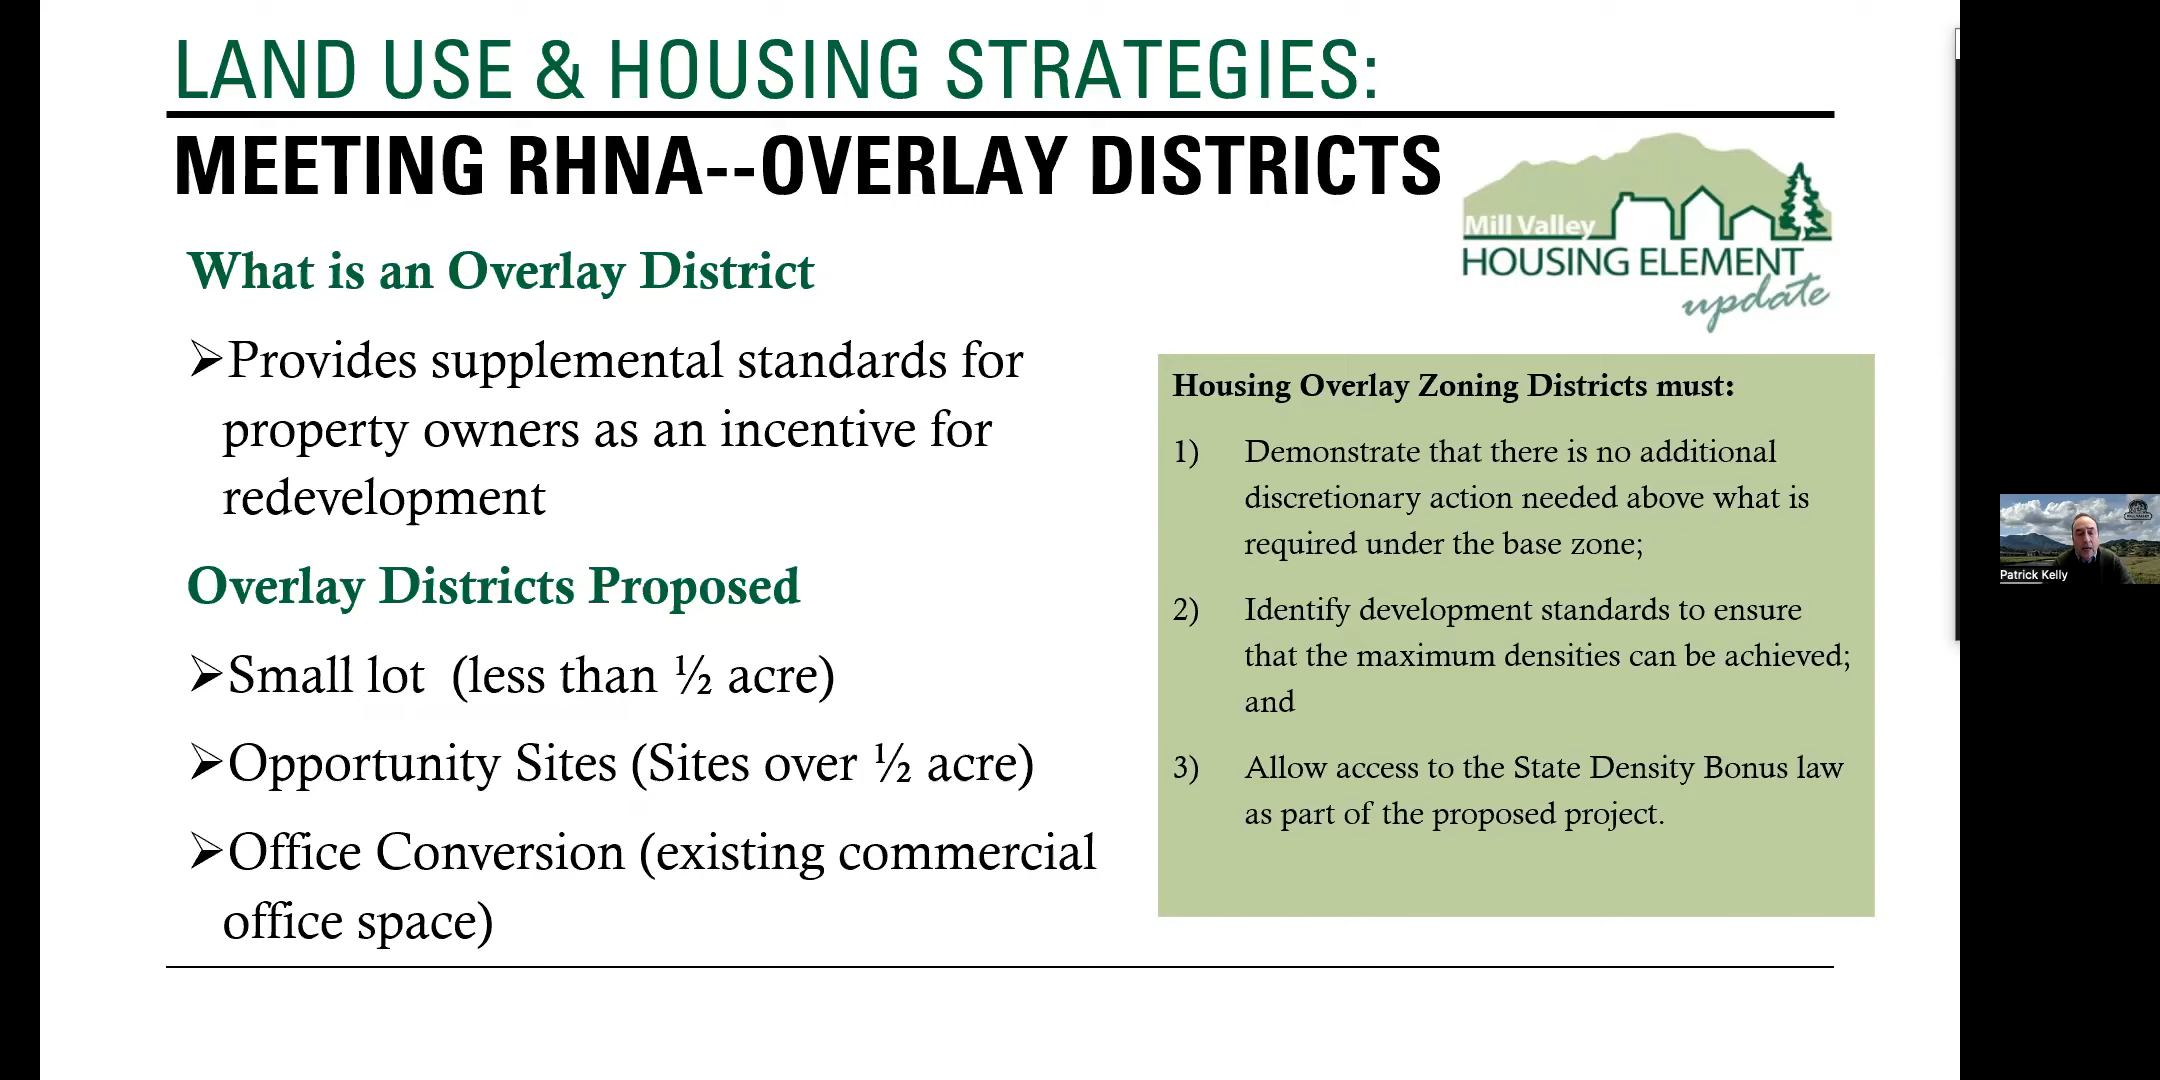 LAND USE & HOUSING STRATEGIES:
MEETING RHNA--OVERLAY DISTRICTS
Mill Valley
HOUSING ELEMENT
update
What is an Overlay District
➢Provides supplemental standards for
property owners as an incentive for
redevelopment
Overlay Districts Proposed
➢Small lot (less than ½ acre)
➢Opportunity Sites (Sites over ½ acre)
➢Office Conversion (existing commercial
office space)
Housing Overlay Zoning Districts must:
1) Demonstrate that there is no additional
discretionary action needed above what is
required under the base zone;
2) Identify development standards to ensure
that the maximum densities can be achieved;
and
3) Allow access to the State Density Bonus law
as part of the proposed project.
Patrick Kelly